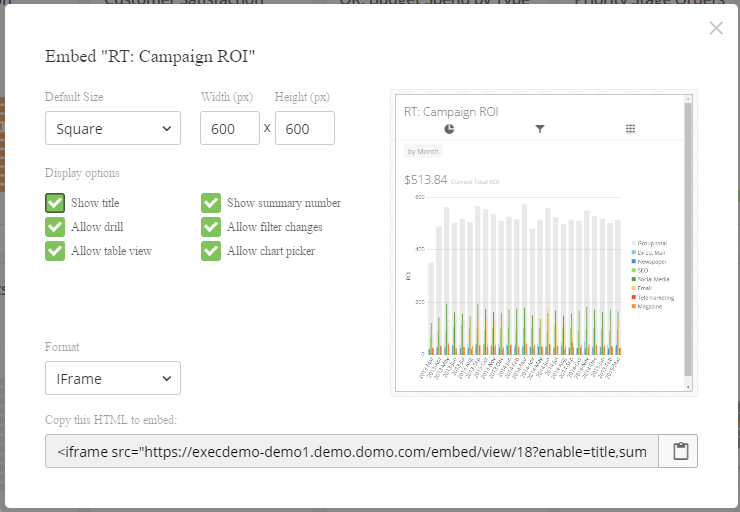 Customer Satisfaction
Budget Spend by Type
Priority Stage Orders
Embed "RT: Campaign ROI"
Default Size
Width (px)
Height (px)
Square
600
x
600
Display options
Show title
Show summary number
Allow drill
Allow filter changes
Allow table view
Allow chart picker
Format
IFrame
Copy this HTML to embed:
<iframe src="https://execdemo-demo1.demo.domo.com/embed/view/18?enable=title,sum
RT: Campaign ROI
by Month
$513.84 Current Total ROI
600
400
200
0
ROI
Group total
Direct Mail
Newspaper
SEO
Social Media
Email
Telemarketing
Magazine